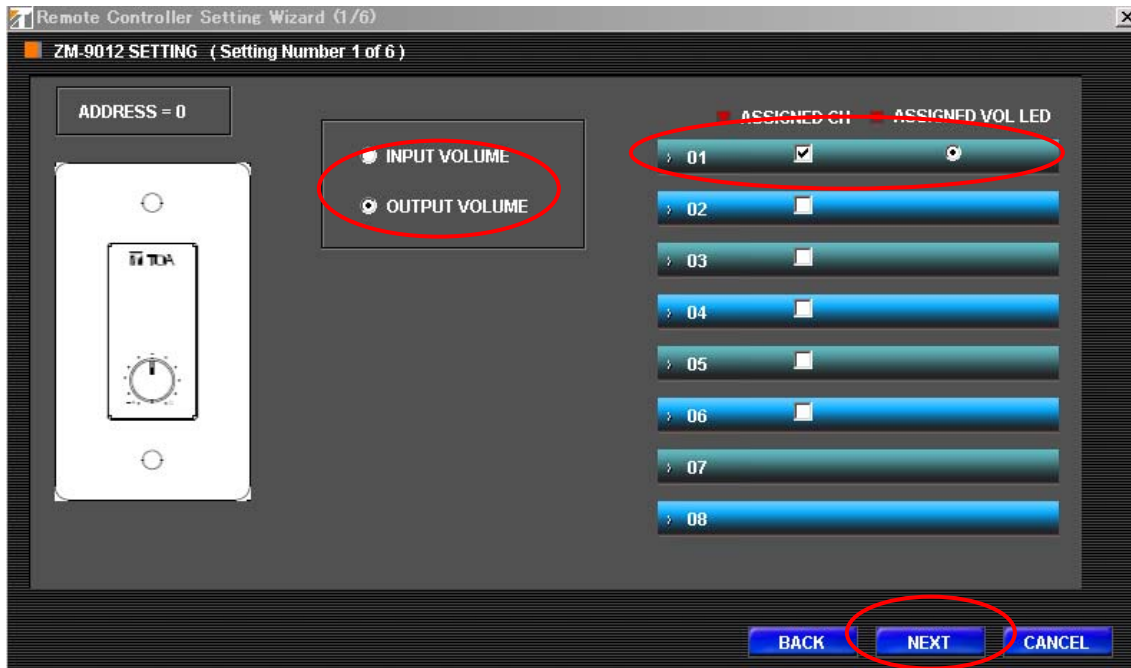 Remote Controller Setting Wizard (1/6)
ZM-9012 SETTING ( Setting Number 1 of 6 )
ADDRESS = 0
TOA
INPUT VOLUME
OUTPUT VOLUME
ASSIGNED CH ASSIGNED VOL LED
01
02
03
04
05
06
07
08
BACK NEXT CANCEL